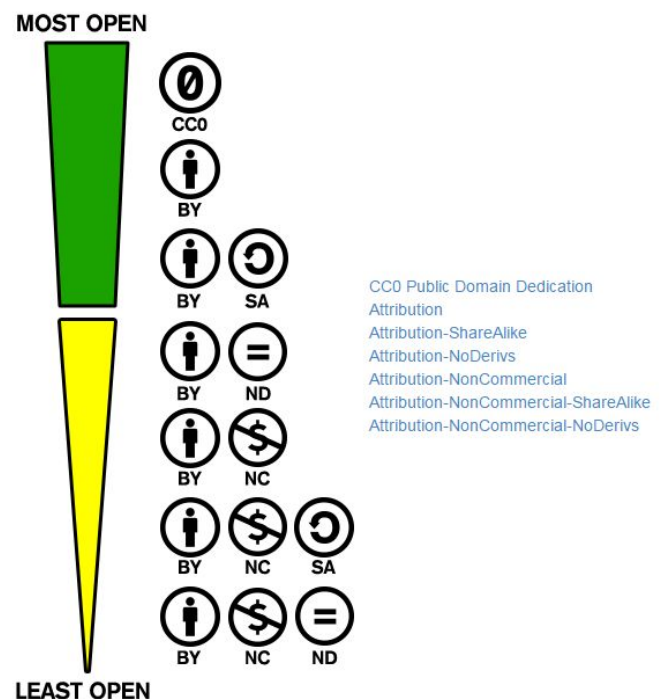 MOST OPEN
0
CC0
BY
BY SA
BY ND
BY NC
BY NC SA
BY NC ND
LEAST OPEN
CC0 Public Domain Dedication
Attribution
Attribution-ShareAlike
Attribution-NoDerivs
Attribution-NonCommercial
Attribution-NonCommercial-ShareAlike
Attribution-NonCommercial-NoDerivs